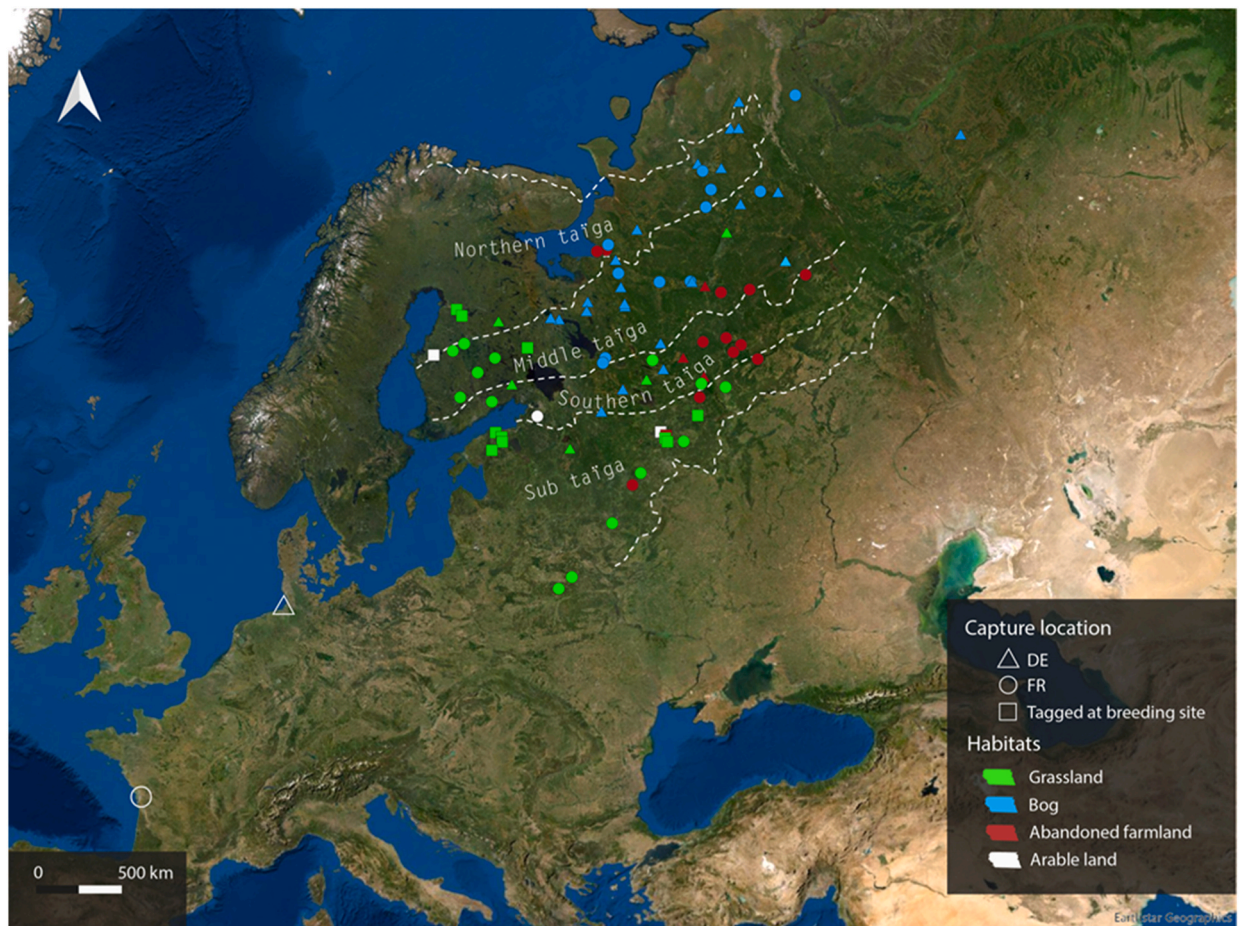 Northern taïga
Middle taïga
Southern taïga
Sub taïga
Capture location
DE
FR
Tagged at breeding site
Habitats
Grassland
Bog
Abandoned farmland
Arable land
0 500 km
Earthstar Geographics